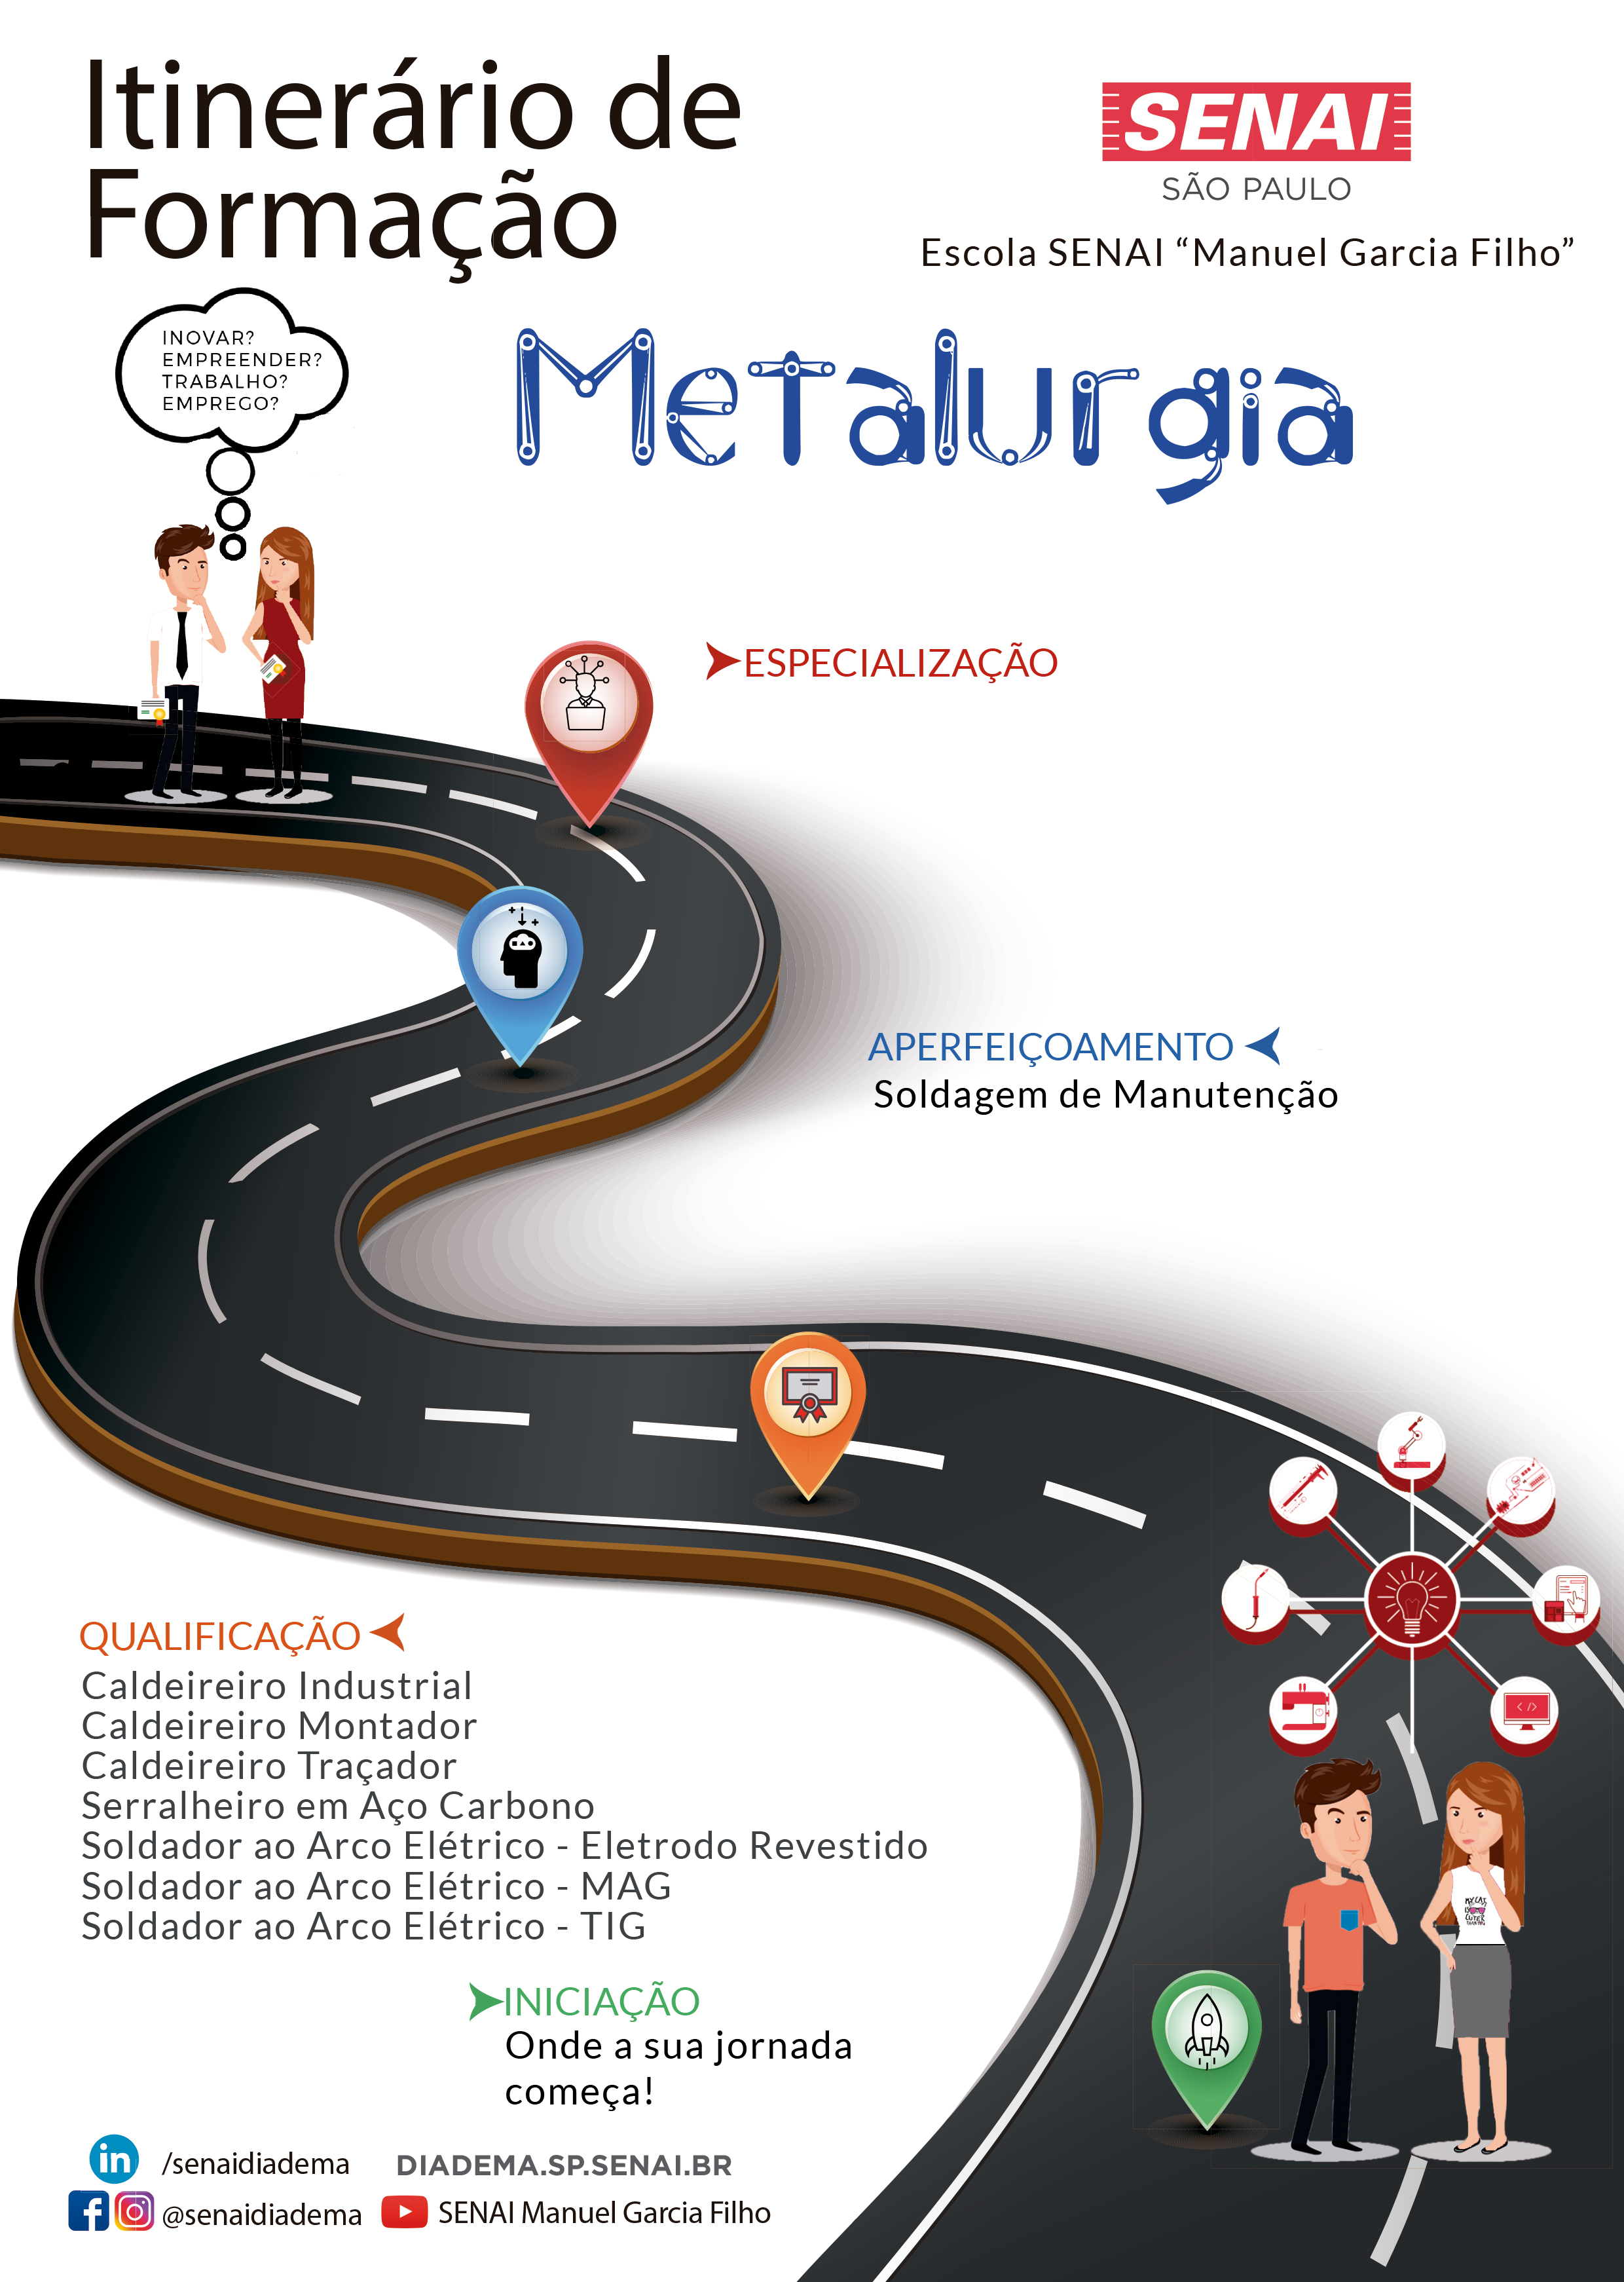 Itinerário de
Formação
SENAI
SÃO PAULO
Escola SENAI “Manuel Garcia Filho”
INOVAR?
EMPREENDER?
TRABALHO?
EMPREGO?
Metalurgia
ESPECIALIZAÇÃO
APERFEIÇOAMENTO
Soldagem de Manutenção
QUALIFICAÇÃO
Caldeireiro Industrial
Caldeireiro Montador
Caldeireiro Traçador
Serralheiro em Aço Carbono
Soldador ao Arco Elétrico - Eletrodo Revestido
Soldador ao Arco Elétrico - MAG
Soldador ao Arco Elétrico - TIG
INICIAÇÃO
Onde a sua jornada
começa!
in /senaidiadema
DIADEMA.SP.SENAI.BR
@senaidiadema
SENAI Manuel Garcia Filho